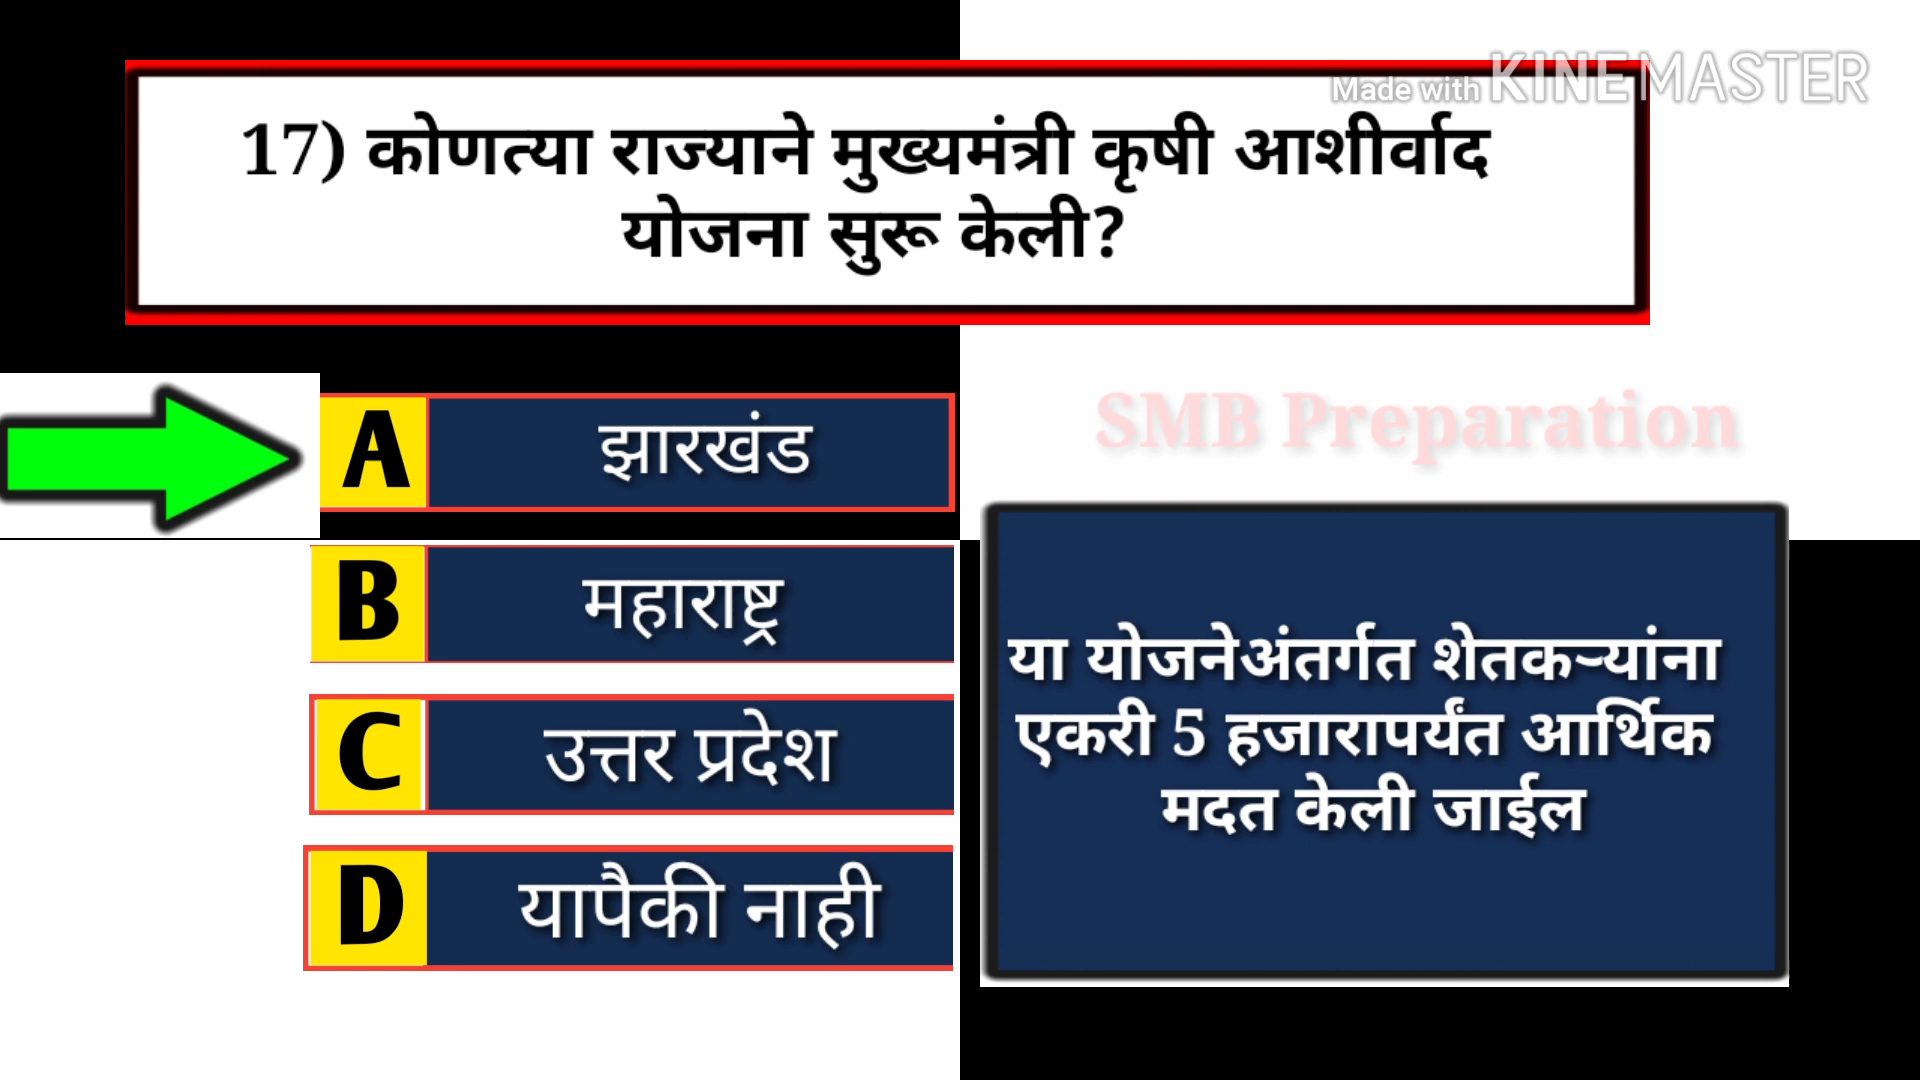 Made with KINEMASTER
17) कोणत्या राज्याने मुख्यमंत्री कृषी आशीर्वाद
योजना सुरू केली?
A झारखंड
B महाराष्ट्र
C उत्तर प्रदेश
D यापैकी नाही
SMB Preparation
या योजनेअंतर्गत शेतकऱ्यांना
एकरी 5 हजारापर्यंत आर्थिक
मदत केली जाईल